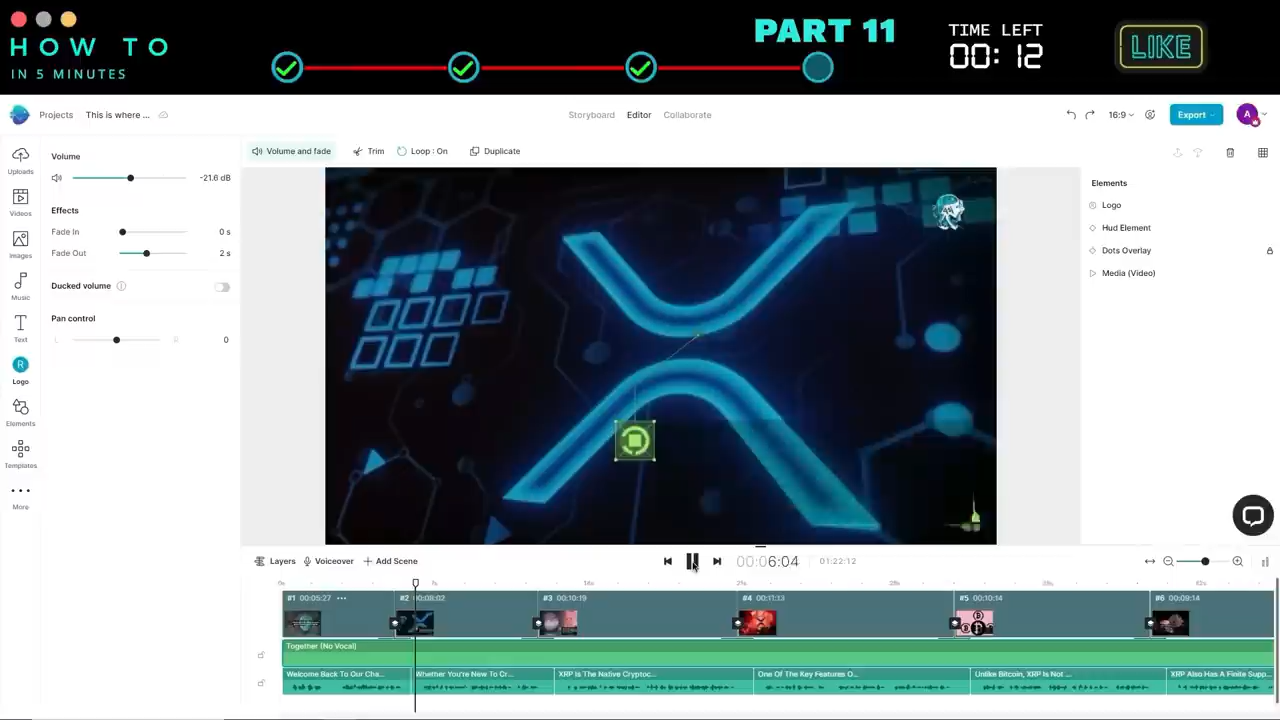 HOW TO
IN 5 MINUTES
PART 11
TIME LEFT
00:12
LIKE
Projects
This is where ...
Storyboard
Editor
Collaborate
16:9
Export
A
Uploads
Videos
Images
Music
Text
R
Logo
Elements
Templates
More
Volume
-21.6 dB
Effects
Fade In
0 s
Fade Out
2 s
Ducked volume
Pan control
L
R
0
Volume and fade
Trim
Loop : On
Duplicate
Elements
Logo
Hud Element
Dots Overlay
Media (Video)
Layers
Voiceover
Add Scene
00:06:04
01:22:12
0s
#1 00:05:27
#2 00:08:02
#3 00:10:19
#4 00:11:13
#5 00:10:14
#6 00:09:14
Together (No Vocal)
Welcome Back To Our Cha...
Whether You're New To Cr...
XRP Is The Native Cryptoc...
One Of The Key Features O...
Unlike Bitcoin, XRP Is Not ...
XRP Also Has A Finite Supp...